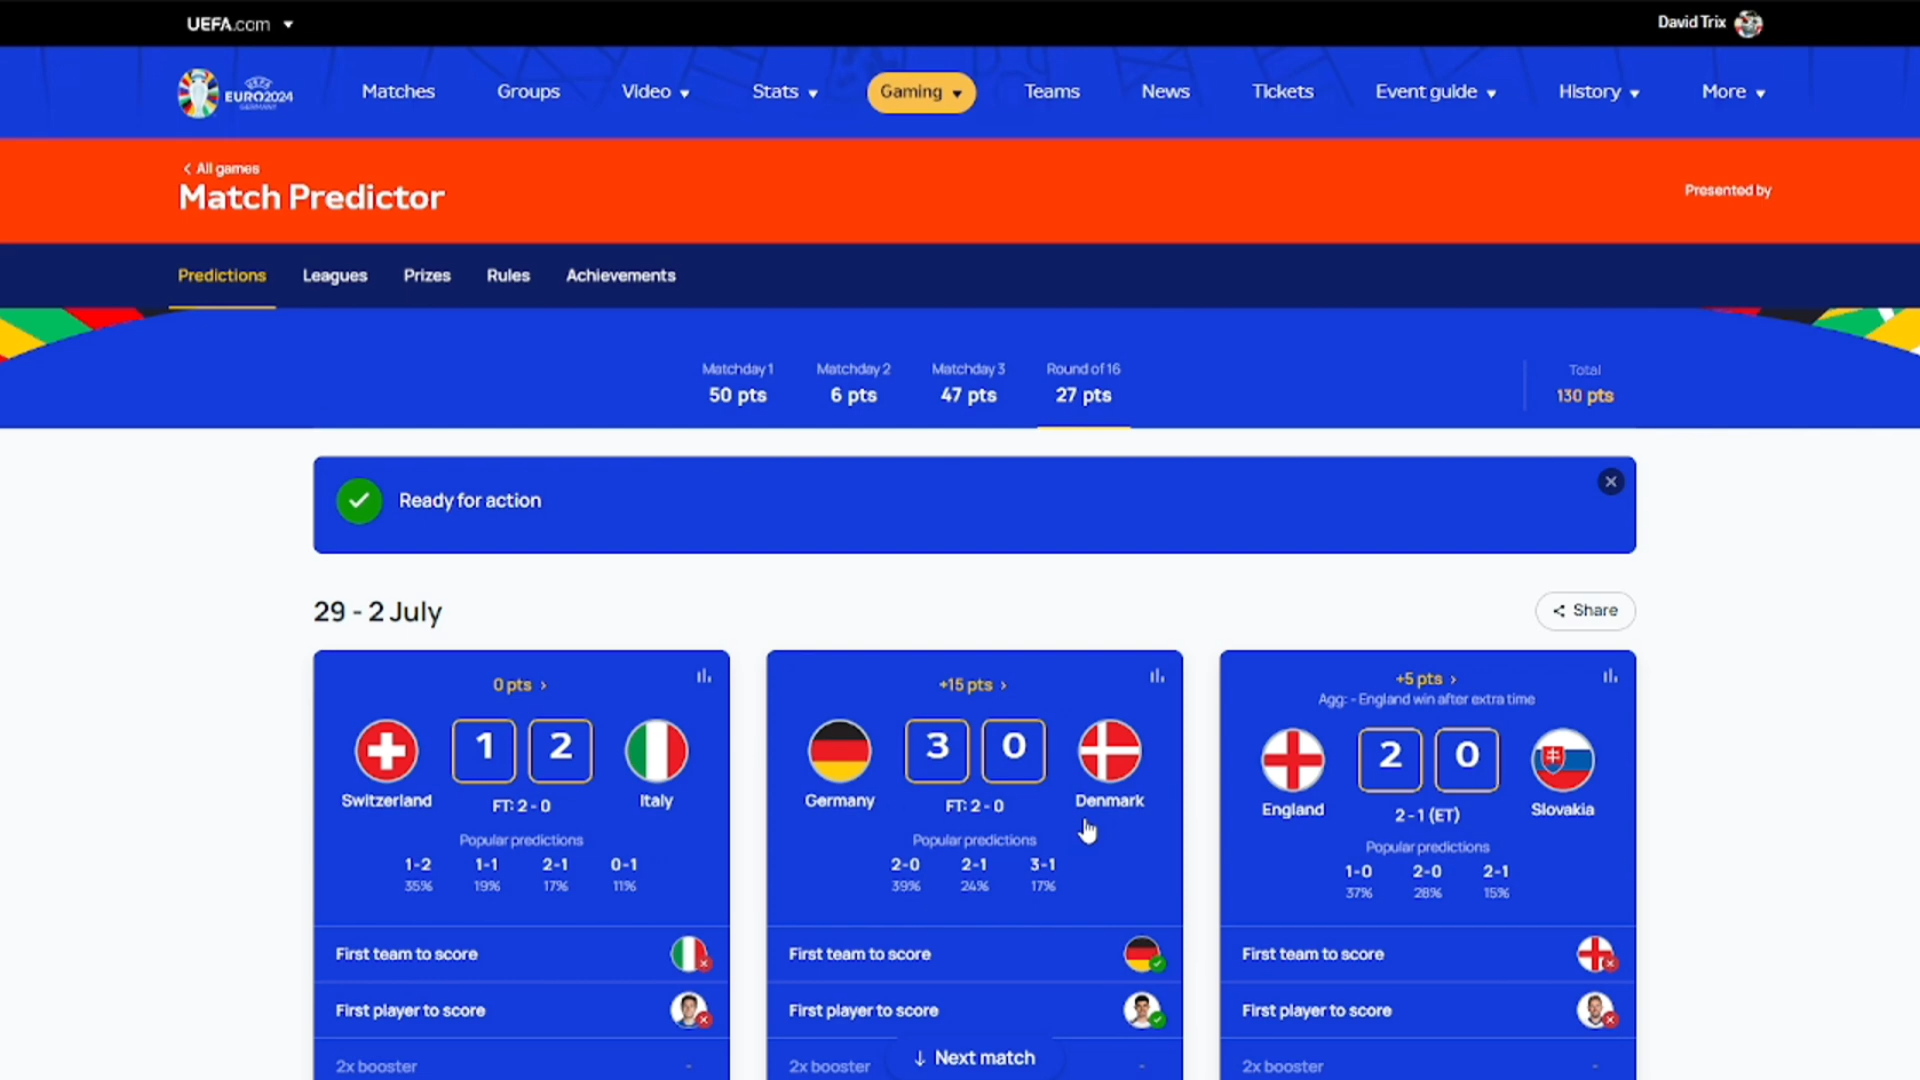 UEFA.com
David Trix
UEFA
EURO2024
GERMANY
Matches
Groups
Video
Stats
Gaming
Teams
News
Tickets
Event guide
History
More
All games
Match Predictor
Presented by
Predictions
Leagues
Prizes
Rules
Achievements
Matchday 1
50 pts
Matchday 2
6 pts
Matchday 3
47 pts
Round of 16
27 pts
Total
130 pts
Ready for action
29 - 2 July
Share
0 pts
1 2
Switzerland
Italy
FT: 2 - 0
Popular predictions
1-2 1-1 2-1 0-1
35% 19% 17% 11%
First team to score
First player to score
2x booster -
+15 pts
3 0
Germany
Denmark
FT: 2 - 0
Popular predictions
2-0 2-1 3-1
39% 24% 17%
First team to score
First player to score
2x booster -
+5 pts
Agg: - England win after extra time
2 0
England
Slovakia
2 - 1 (ET)
Popular predictions
1-0 2-0 2-1
37% 28% 15%
First team to score
First player to score
2x booster -
Next match